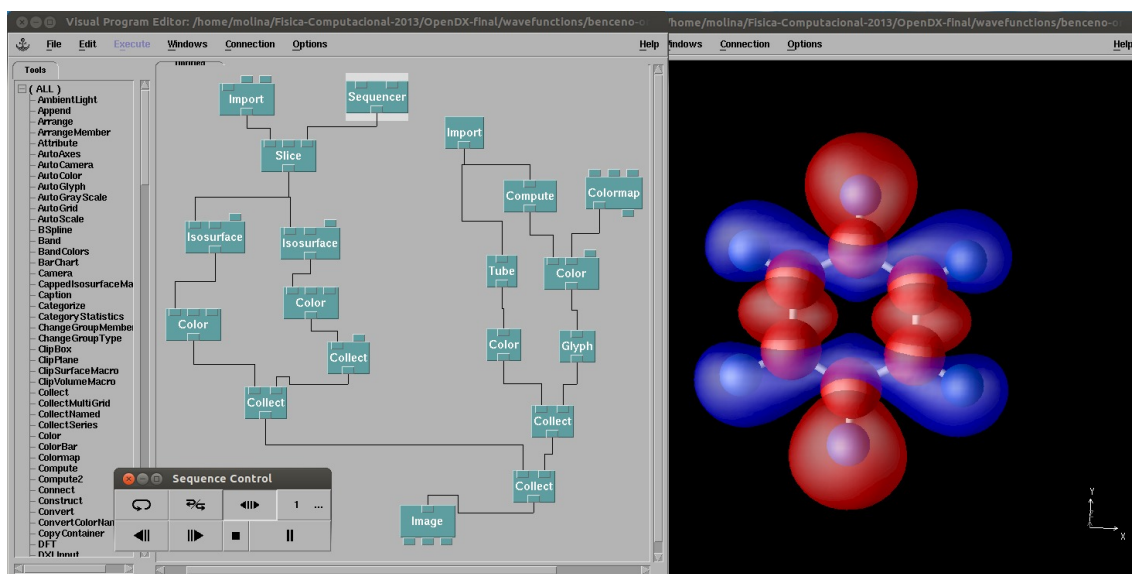 Visual Program Editor: /home/molina/Fisica-Computacional-2013/OpenDX-final/wavefunctions/benceno-o
/home/molina/Fisica-Computacional-2013/OpenDX-final/wavefunctions/benceno-o
File Edit Execute Windows Connection Options Help
indows Connection Options Help
Tools
(ALL)
AmbientLight
Append
Arrange
ArrangeMember
Attribute
AutoAxes
AutoCamera
AutoColor
AutoGlyph
AutoGrayScale
AutoGrid
AutoScale
BSpline
Band
BandColors
BarChart
Camera
CappedIsosurfaceMa
Caption
Categorize
CategoryStatistics
ChangeGroupMember
ChangeGroupType
ClipBox
ClipPlane
ClipSurfaceMacro
ClipVolumeMacro
Collect
CollectMultiGrid
CollectNamed
CollectSeries
Color
ColorBar
Colormap
Compute
Compute2
Connect
Construct
Convert
ConvertColorNam
CopyContainer
DFT
DXLInput
Untitled
Import
Sequencer
Import
Slice
Compute
Colormap
Isosurface
Isosurface
Tube
Color
Color
Color
Color
Glyph
Collect
Collect
Collect
Collect
Image
Sequence Control
1 ...
Y
Z
X